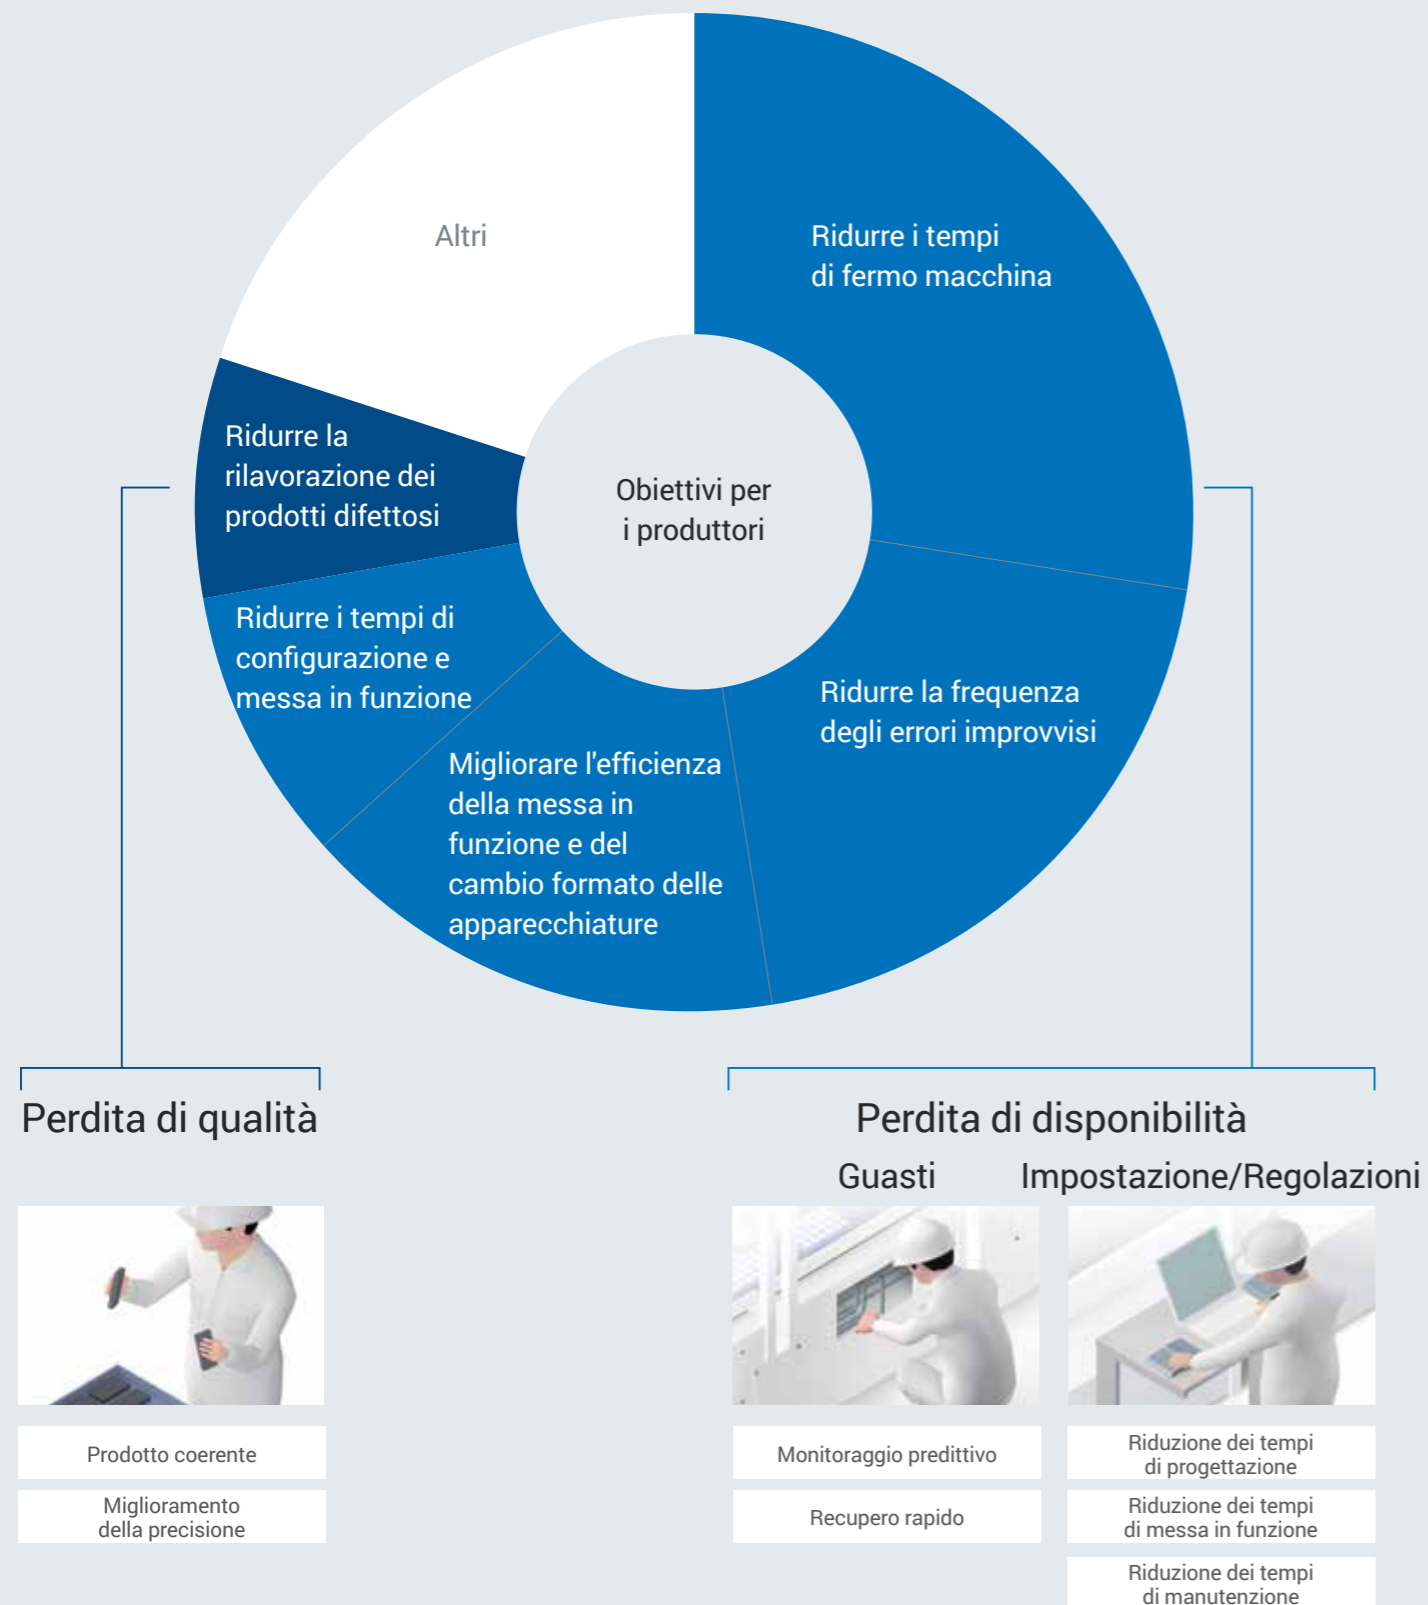 Altri
Ridurre i tempi
di fermo macchina
Ridurre la
rilavorazione dei
prodotti difettosi
Obiettivi per
i produttori
Ridurre i tempi di
configurazione e
messa in funzione
Ridurre la frequenza
degli errori improvvisi
Migliorare l'efficienza
della messa in
funzione e del
cambio formato delle
apparecchiature
Perdita di qualità
Prodotto coerente
Miglioramento
della precisione
Perdita di disponibilità
Guasti
Monitoraggio predittivo
Recupero rapido
Impostazione/Regolazioni
Riduzione dei tempi
di progettazione
Riduzione dei tempi
di messa in funzione
Riduzione dei tempi
di manutenzione